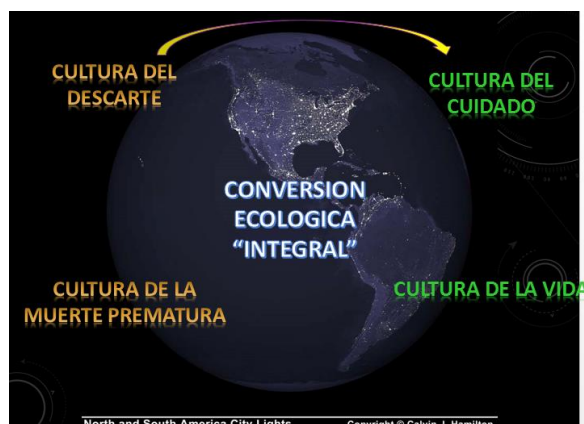 CULTURA DEL
DESCARTE
CULTURA DEL
CUIDADO
CONVERSION
ECOLOGICA
“INTEGRAL”
CULTURA DE LA
MUERTE PREMATURA
CULTURA DE LA VIDA
North and South America City Lights
Copyright © Calvin J. Hamilton